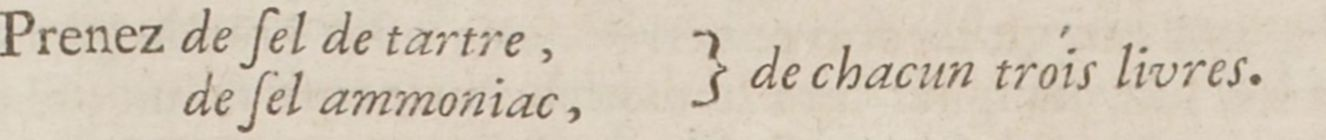 Prenez de ſel de tartre,
de ſel ammoniac,
} de chacun trois livres.